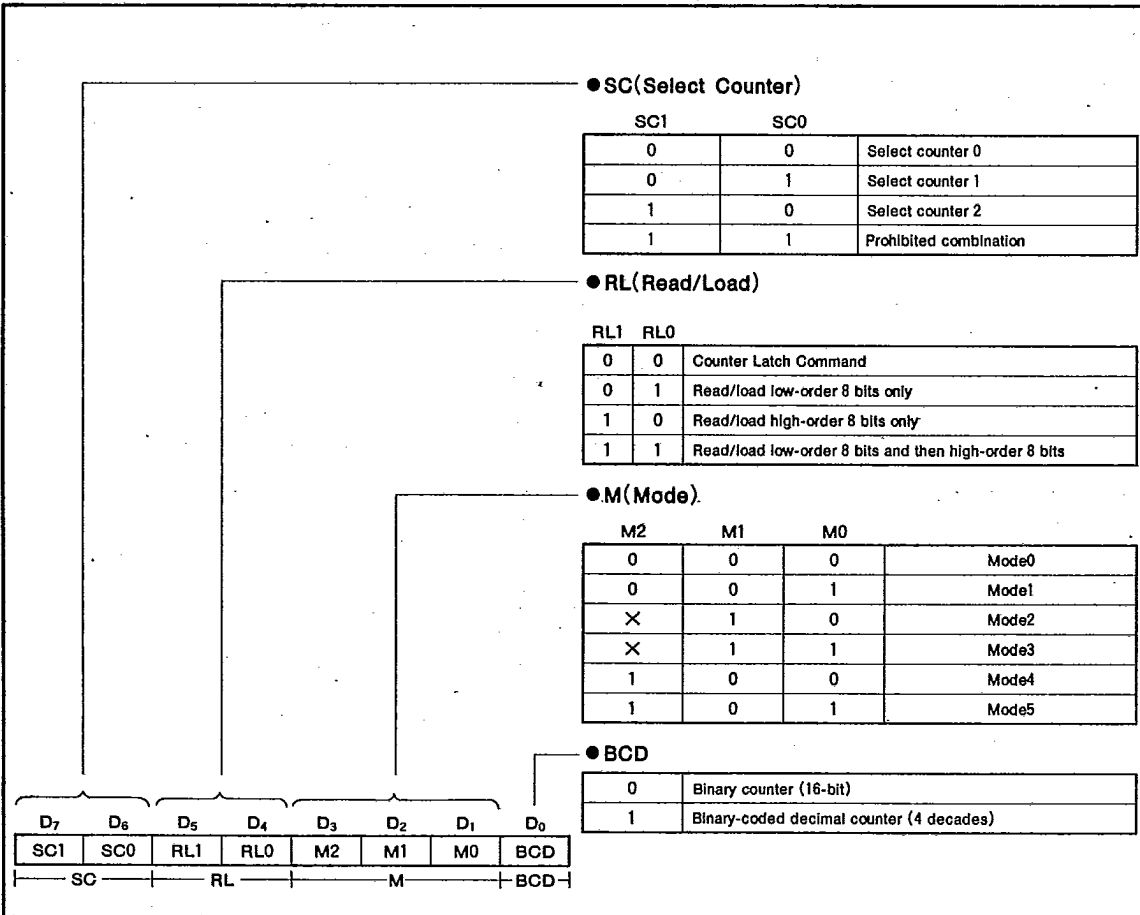 ●SC(Select Counter)
SC1 SC0
0 0 Select counter 0
0 1 Select counter 1
1 0 Select counter 2
1 1 Prohibited combination
●RL(Read/Load)
RL1 RL0
0 0 Counter Latch Command
0 1 Read/load low-order 8 bits only
1 0 Read/load high-order 8 bits only
1 1 Read/load low-order 8 bits and then high-order 8 bits
●M(Mode)
M2 M1 M0
0 0 0 Mode0
0 0 1 Mode1
× 1 0 Mode2
× 1 1 Mode3
1 0 0 Mode4
1 0 1 Mode5
●BCD
0 Binary counter (16-bit)
1 Binary-coded decimal counter (4 decades)
D7 D6 D5 D4 D3 D2 D1 D0
SC1 SC0 RL1 RL0 M2 M1 M0 BCD
SC RL M BCD